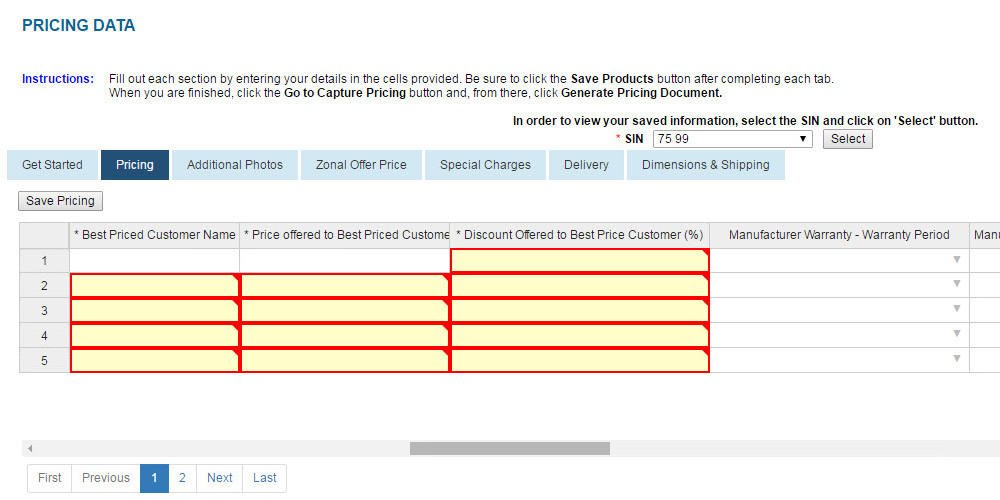 PRICING DATA
Instructions: Fill out each section by entering your details in the cells provided. Be sure to click the Save Products button after completing each tab.
When you are finished, click the Go to Capture Pricing button and, from there, click Generate Pricing Document.
In order to view your saved information, select the SIN and click on 'Select' button.
* SIN 75 99 Select
Get Started Pricing Additional Photos Zonal Offer Price Special Charges Delivery Dimensions & Shipping
Save Pricing
* Best Priced Customer Name * Price offered to Best Priced Custome * Discount Offered to Best Price Customer (%) Manufacturer Warranty - Warranty Period Manu
1
2
3
4
5
First Previous 1 2 Next Last